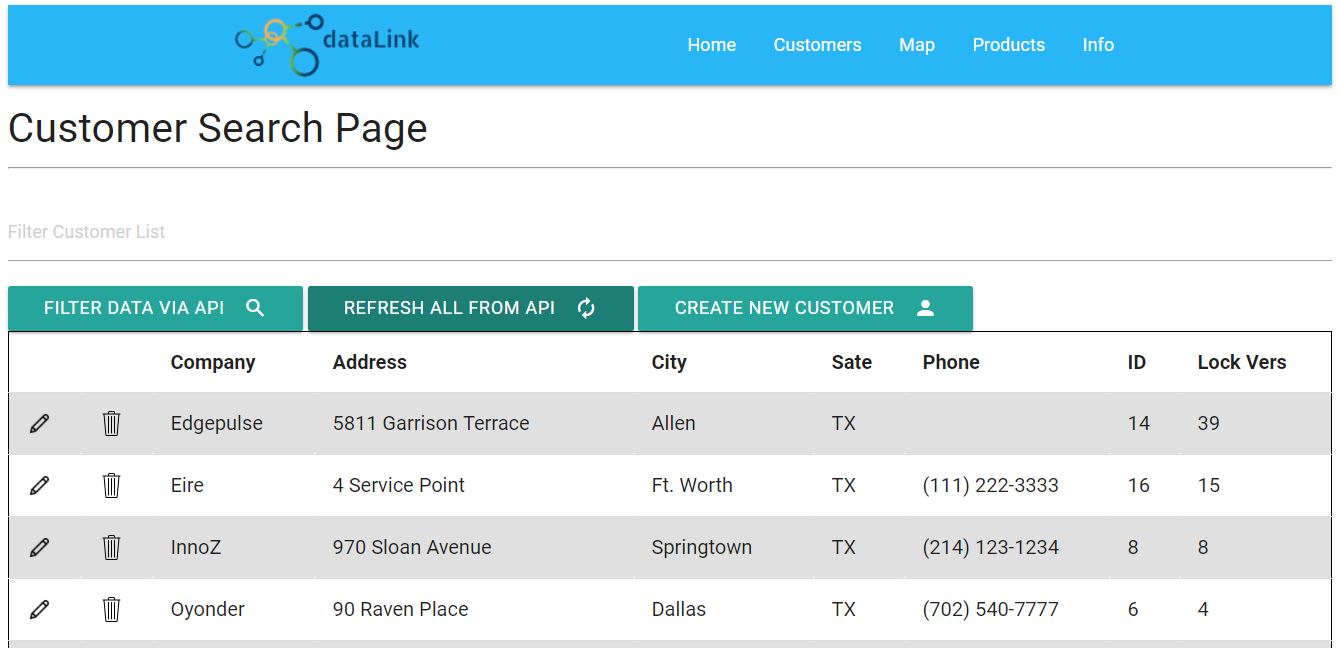 dataLink Home Customers Map Products Info
Customer Search Page
Filter Customer List
FILTER DATA VIA API REFRESH ALL FROM API CREATE NEW CUSTOMER
Company Address City Sate Phone ID Lock Vers
Edgepulse 5811 Garrison Terrace Allen TX 14 39
Eire 4 Service Point Ft. Worth TX (111) 222-3333 16 15
InnoZ 970 Sloan Avenue Springtown TX (214) 123-1234 8 8
Oyonder 90 Raven Place Dallas TX (702) 540-7777 6 4